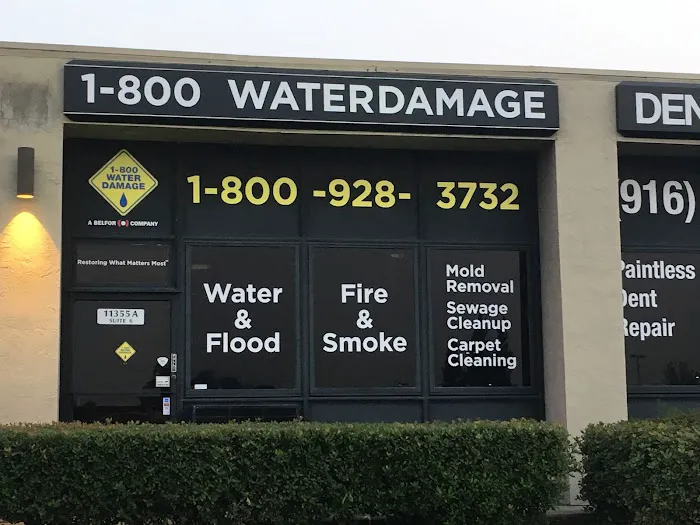 1-800 WATERDAMAGE
DEN
1-800
WATER
DAMAGE
A BELFOR COMPANY
1-800 -928- 3732
(916)
Restoring What Matters Most
Water
&
Flood
Fire
&
Smoke
Mold
Removal
Sewage
Cleanup
Carpet
Cleaning
11355A
SUITE 6
Paintless
Dent
Repair